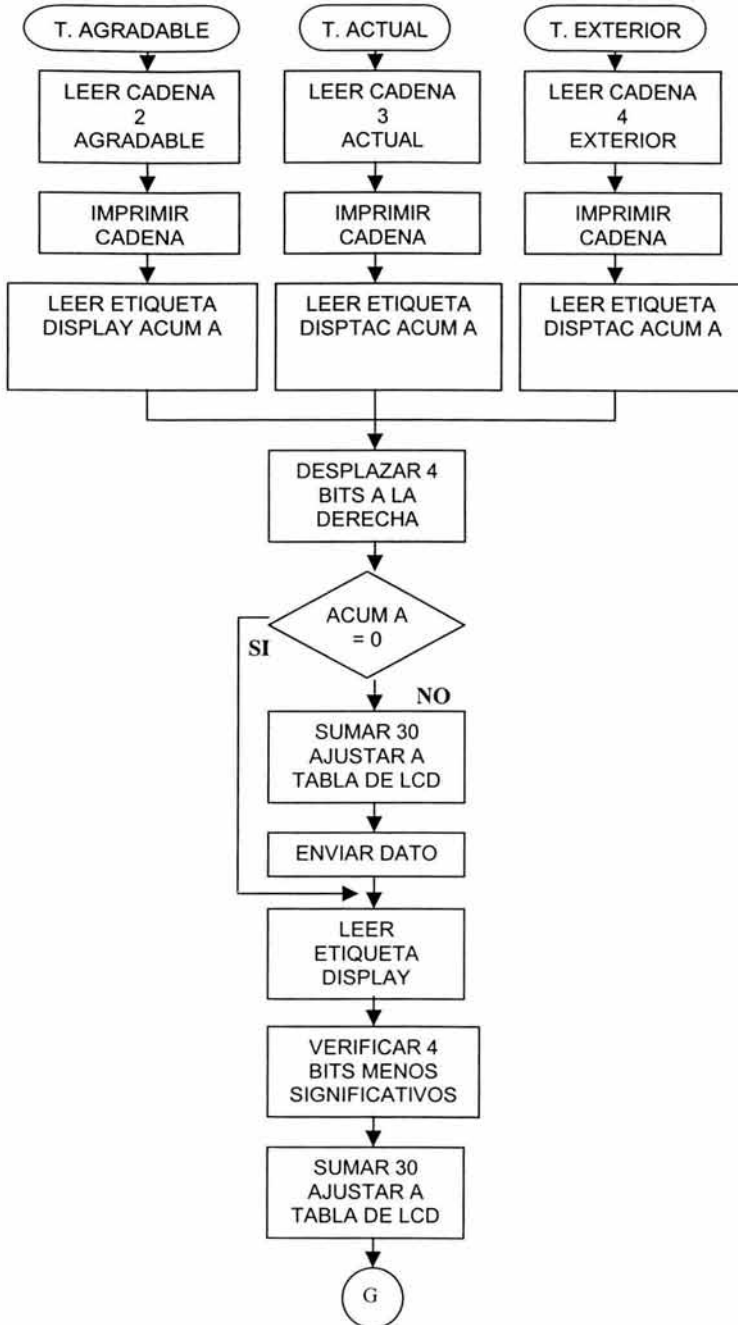 T. AGRADABLE
T. ACTUAL
T. EXTERIOR
LEER CADENA
2
AGRADABLE
LEER CADENA
3
ACTUAL
LEER CADENA
4
EXTERIOR
IMPRIMIR
CADENA
IMPRIMIR
CADENA
IMPRIMIR
CADENA
LEER ETIQUETA
DISPLAY ACUM A
LEER ETIQUETA
DISPTAC ACUM A
LEER ETIQUETA
DISPTAC ACUM A
DESPLAZAR 4
BITS A LA
DERECHA
ACUM A
= 0
SI
NO
SUMAR 30
AJUSTAR A
TABLA DE LCD
ENVIAR DATO
LEER
ETIQUETA
DISPLAY
VERIFICAR 4
BITS MENOS
SIGNIFICATIVOS
SUMAR 30
AJUSTAR A
TABLA DE LCD
G